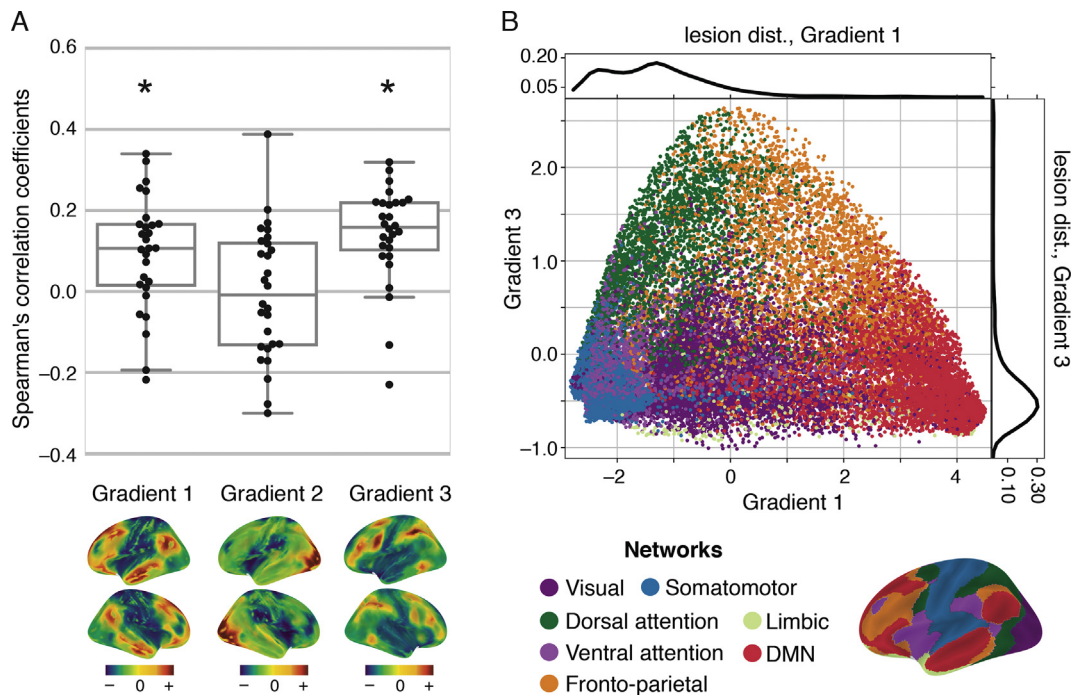 A
B
0.6
0.4
0.2
0.0
−0.2
−0.4
Spearman's correlation coefficients
*
*
Gradient 1
Gradient 2
Gradient 3
− 0 +
− 0 +
− 0 +
lesion dist., Gradient 1
0.20
0.05
2.0
1.0
0.0
−1.0
Gradient 3
−2 0 2 4
Gradient 1
lesion dist., Gradient 3
0.10
0.30
Networks
Visual
Somatomotor
Dorsal attention
Limbic
Ventral attention
DMN
Fronto-parietal